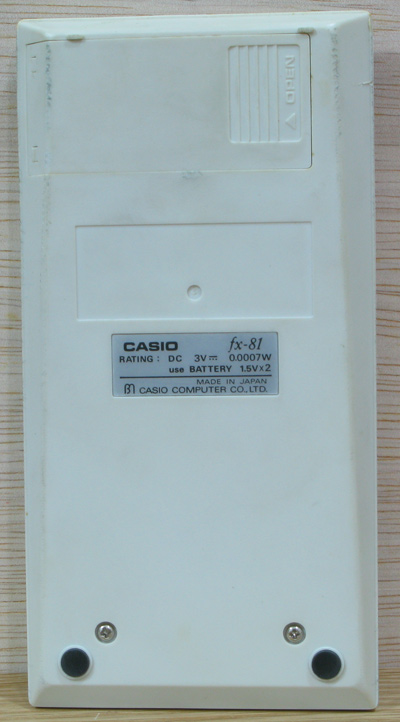 OPEN
CASIO fx-81
RATING : DC 3V⎓ 0.0007W
use BATTERY 1.5V×2
MADE IN JAPAN
CASIO COMPUTER CO., LTD.